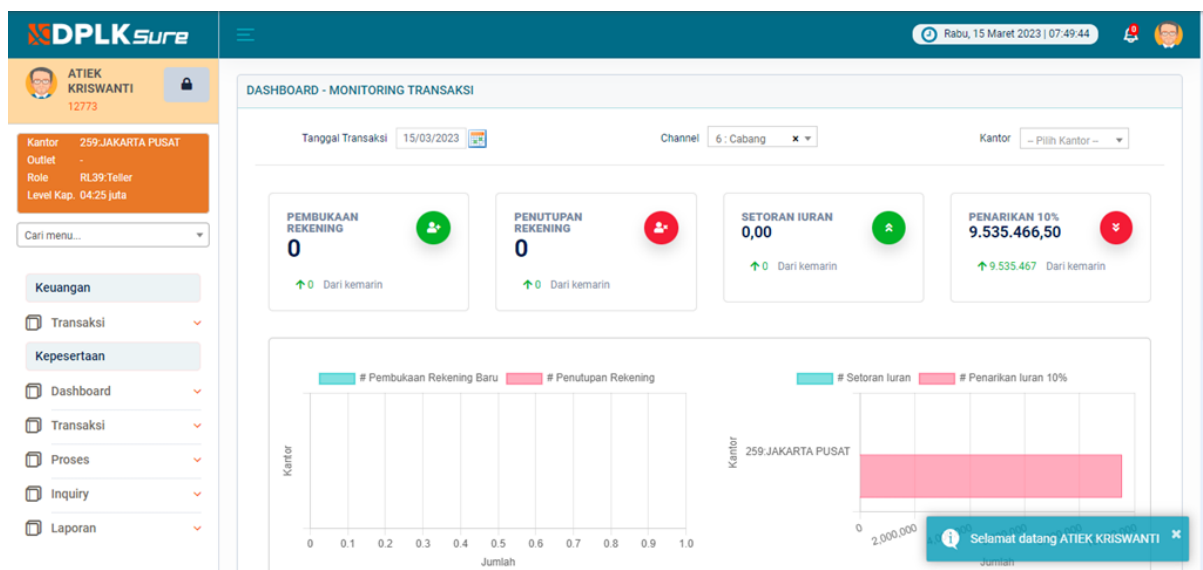 DPLKSure
Rabu, 15 Maret 2023 | 07:49:44
ATIEK
KRISWANTI
12773
Kantor 259:JAKARTA PUSAT
Outlet -
Role RL39:Teller
Level Kap. 04:25 juta
Cari menu...
Keuangan
Transaksi
Kepesertaan
Dashboard
Transaksi
Proses
Inquiry
Laporan
DASHBOARD - MONITORING TRANSAKSI
Tanggal Transaksi 15/03/2023 Channel 6 : Cabang × Kantor -- Pilih Kantor --
PEMBUKAAN
REKENING
0
0 Dari kemarin
PENUTUPAN
REKENING
0
0 Dari kemarin
SETORAN IURAN
0,00
0 Dari kemarin
PENARIKAN 10%
9.535.466,50
9.535.467 Dari kemarin
# Pembukaan Rekening Baru # Penutupan Rekening
Kantor
0 0.1 0.2 0.3 0.4 0.5 0.6 0.7 0.8 0.9 1.0
Jumlah
# Setoran Iuran # Penarikan Iuran 10%
Kantor
259:JAKARTA PUSAT
0 2,000,000
Jumlah
Selamat datang ATIEK KRISWANTI ×